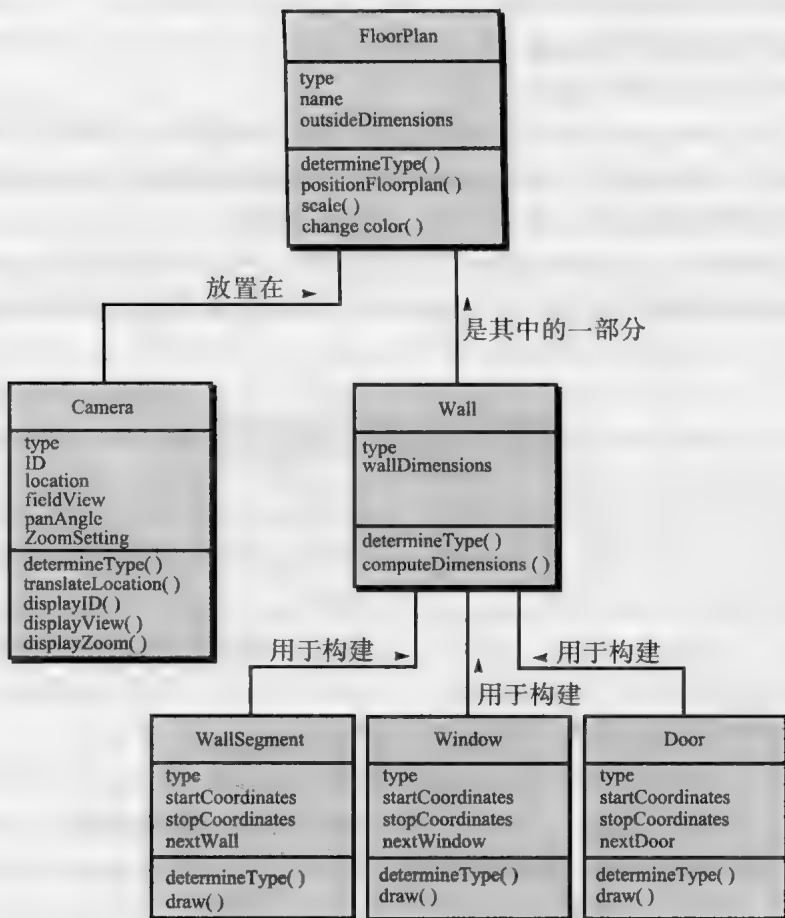 FloorPlan
type
name
outsideDimensions
determineType( )
positionFloorplan( )
scale( )
change color( )
放置在
是其中的一部分
Camera
type
ID
location
fieldView
panAngle
ZoomSetting
determineType( )
translateLocation( )
displayID( )
displayView( )
displayZoom( )
Wall
type
wallDimensions
determineType( )
computeDimensions ( )
用于构建
用于构建
用于构建
WallSegment
type
startCoordinates
stopCoordinates
nextWall
determineType( )
draw( )
Window
type
startCoordinates
stopCoordinates
nextWindow
determineType( )
draw( )
Door
type
startCoordinates
stopCoordinates
nextDoor
determineType( )
draw( )